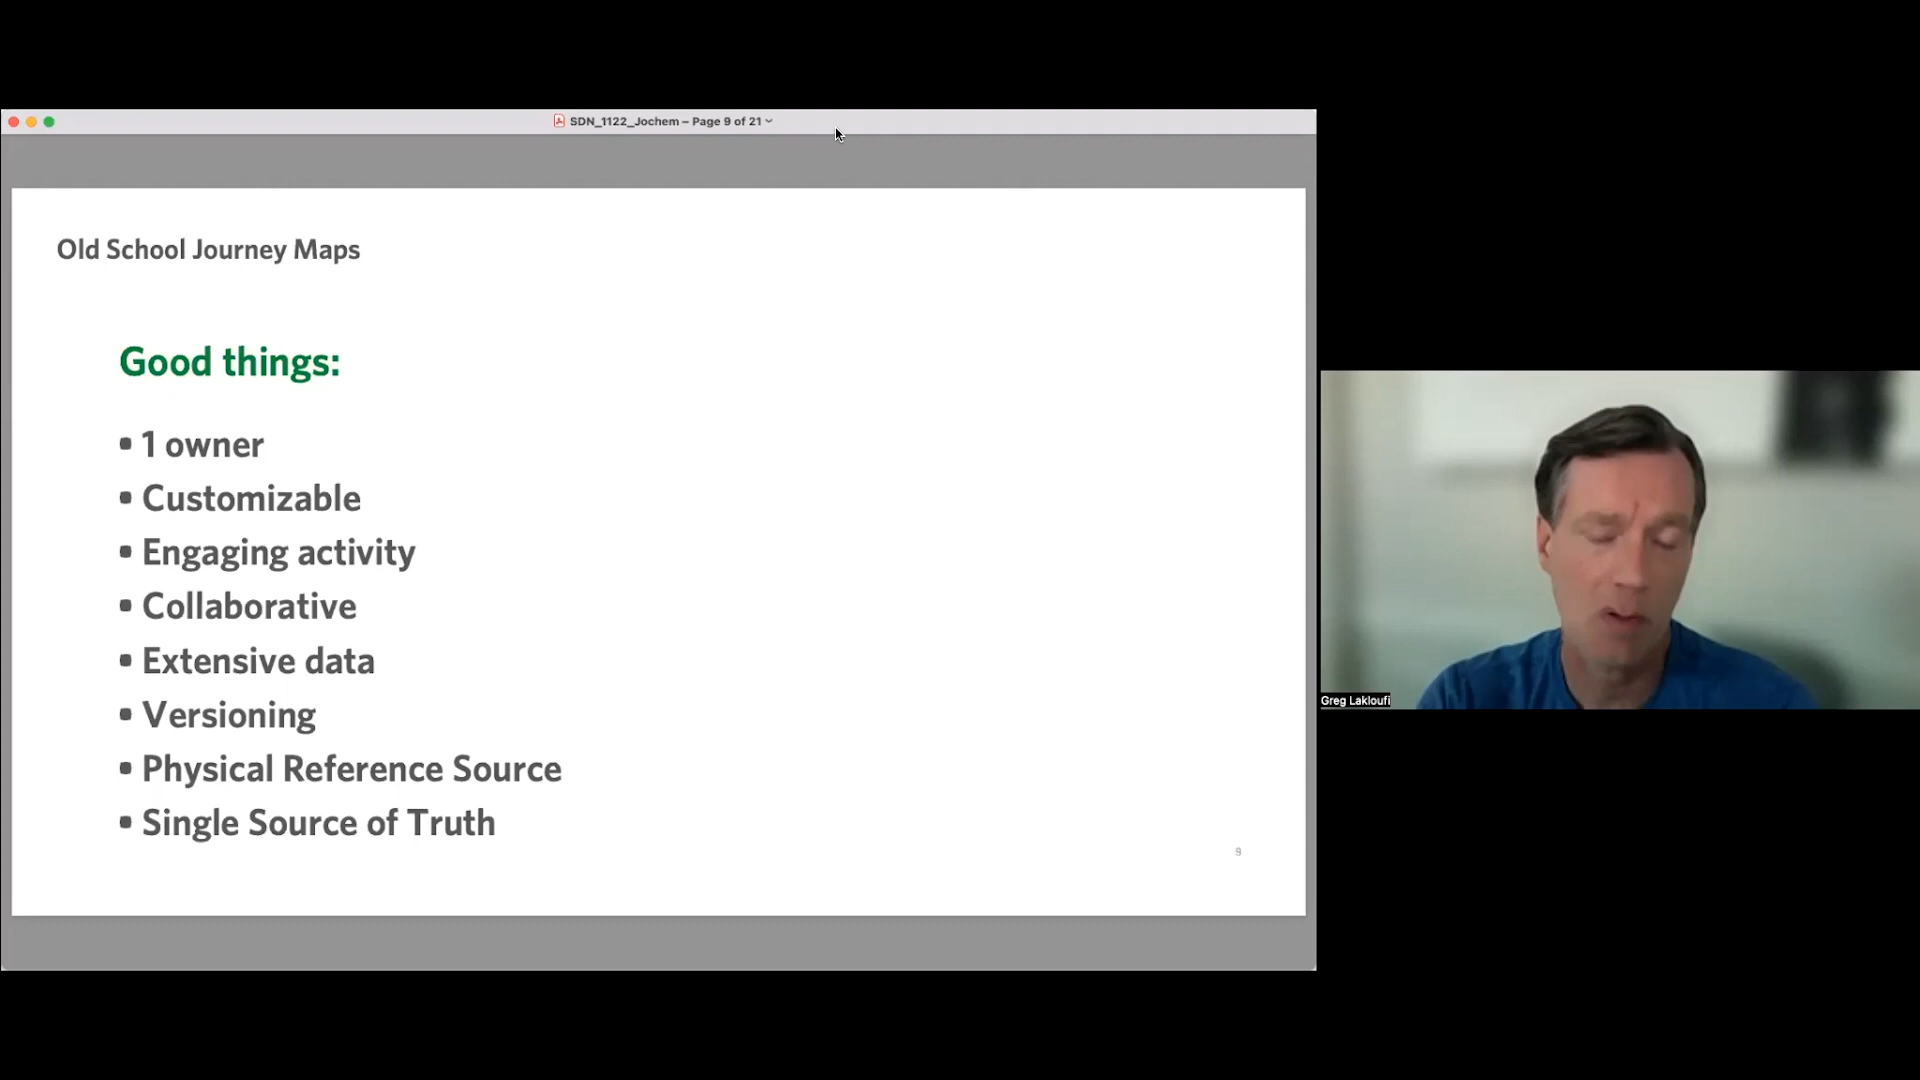 SDN_1122_Jochem – Page 9 of 21
Old School Journey Maps
Good things:
▪ 1 owner
▪ Customizable
▪ Engaging activity
▪ Collaborative
▪ Extensive data
▪ Versioning
▪ Physical Reference Source
▪ Single Source of Truth
9
Greg Lakloufi